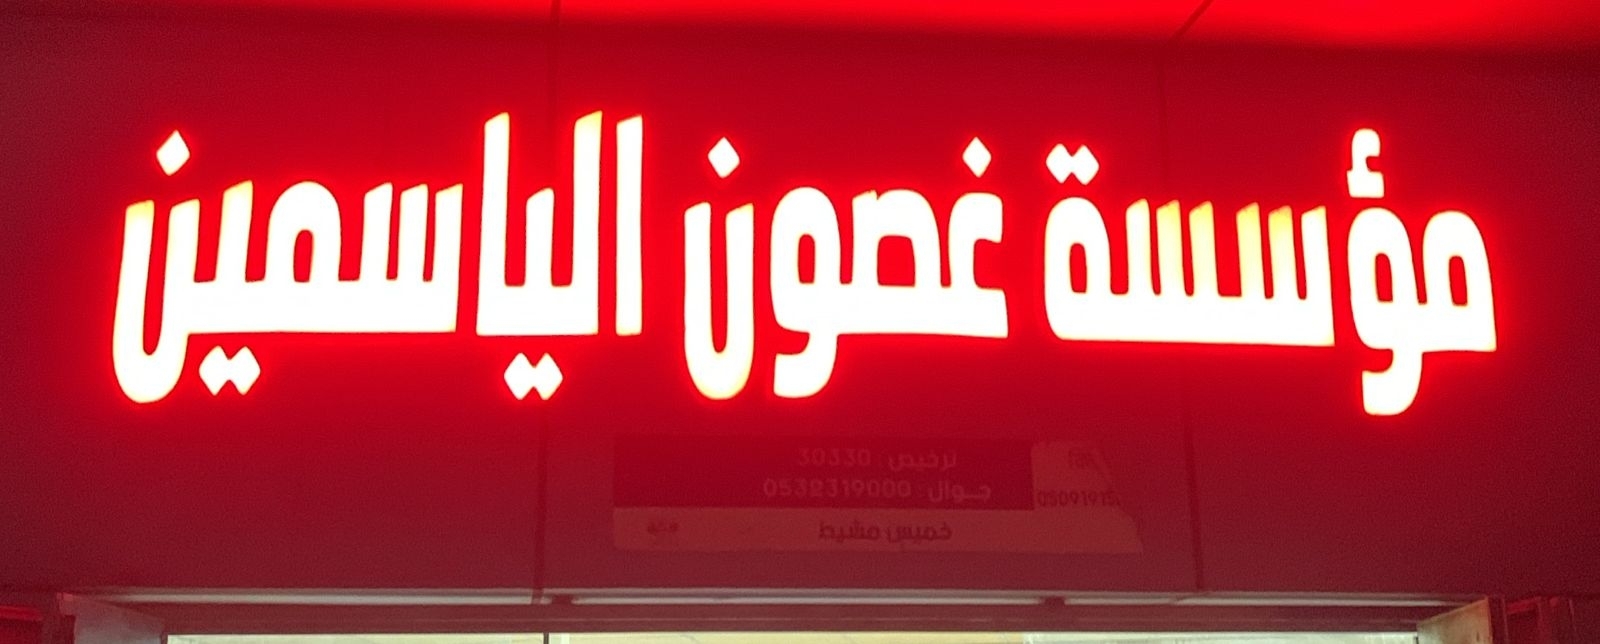 مؤسسة غصون الياسمين
ترخيص: 30330
جوال: 0532319000
خميس مشيط